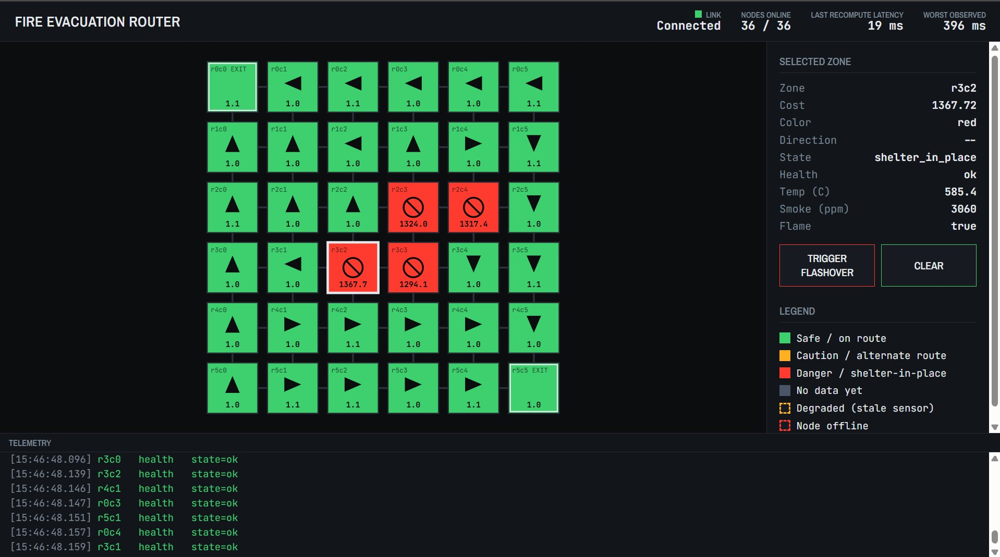 FIRE EVACUATION ROUTER
LINK
Connected
NODES ONLINE
36 / 36
LAST RECOMPUTE LATENCY
19 ms
WORST OBSERVED
396 ms
r0c0 EXIT
1.1
r0c1
1.0
r0c2
1.1
r0c3
1.0
r0c4
1.0
r0c5
1.1
r1c0
1.0
r1c1
1.0
r1c2
1.0
r1c3
1.0
r1c4
1.0
r1c5
1.1
r2c0
1.1
r2c1
1.0
r2c2
1.0
r2c3
1324.0
r2c4
1317.4
r2c5
1.0
r3c0
1.0
r3c1
1.0
r3c2
1367.7
r3c3
1294.1
r3c4
1.0
r3c5
1.1
r4c0
1.0
r4c1
1.0
r4c2
1.1
r4c3
1.0
r4c4
1.0
r4c5
1.0
r5c0
1.0
r5c1
1.1
r5c2
1.1
r5c3
1.0
r5c4
1.1
r5c5 EXIT
1.0
SELECTED ZONE
Zone r3c2
Cost 1367.72
Color red
Direction --
State shelter_in_place
Health ok
Temp (C) 585.4
Smoke (ppm) 3060
Flame true
TRIGGER
FLASHOVER
CLEAR
LEGEND
Safe / on route
Caution / alternate route
Danger / shelter-in-place
No data yet
Degraded (stale sensor)
Node offline
TELEMETRY
[15:46:48.096] r3c0 health state=ok
[15:46:48.139] r3c2 health state=ok
[15:46:48.146] r4c1 health state=ok
[15:46:48.147] r0c3 health state=ok
[15:46:48.151] r5c1 health state=ok
[15:46:48.157] r0c4 health state=ok
[15:46:48.159] r3c1 health state=ok